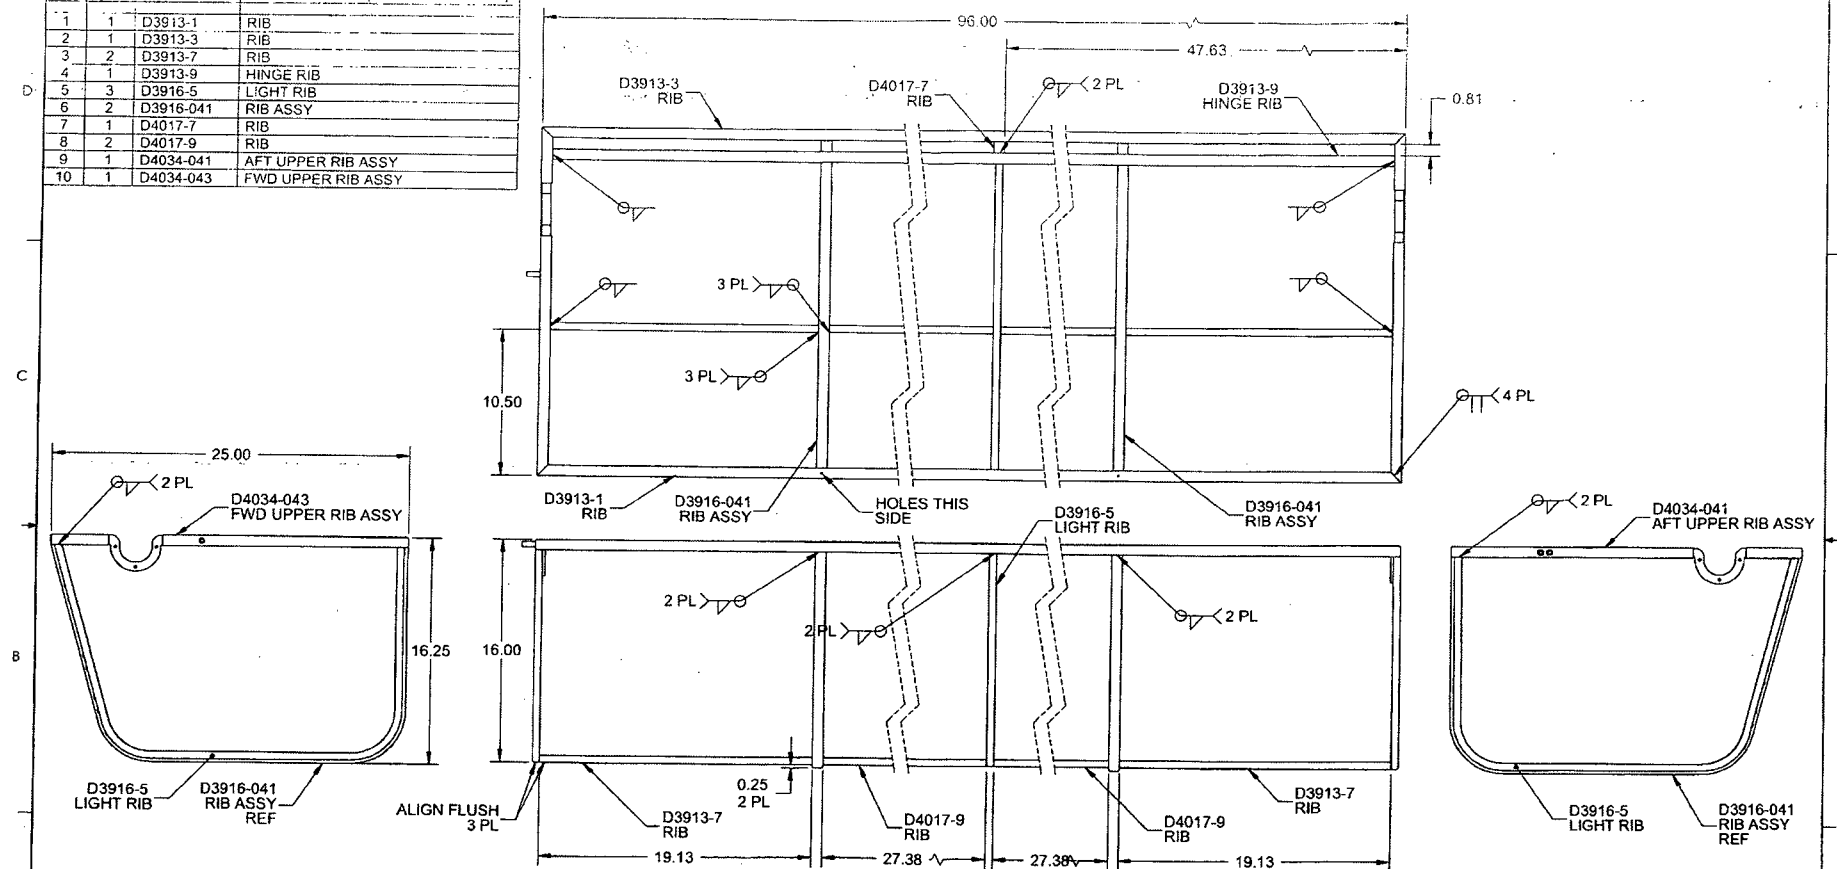 1 1 D3913-1 RIB
2 1 D3913-3 RIB
3 2 D3913-7 RIB
4 1 D3913-9 HINGE RIB
5 3 D3916-5 LIGHT RIB
6 2 D3916-041 RIB ASSY
7 1 D4017-7 RIB
8 2 D4017-9 RIB
9 1 D4034-041 AFT UPPER RIB ASSY
10 1 D4034-043 FWD UPPER RIB ASSY
96.00
47.63
D
D3913-3
RIB
D4017-7
RIB
2 PL
D3913-9
HINGE RIB
0.81
3 PL
3 PL
C
10.50
4 PL
25.00
2 PL
D4034-043
FWD UPPER RIB ASSY
D3913-1
RIB
D3916-041
RIB ASSY
HOLES THIS
SIDE
D3916-5
LIGHT RIB
D3916-041
RIB ASSY
2 PL
D4034-041
AFT UPPER RIB ASSY
2 PL
2 PL
2 PL
B
16.25
16.00
D3916-5
LIGHT RIB
D3916-041
RIB ASSY
REF
ALIGN FLUSH
3 PL
D3913-7
RIB
0.25
2 PL
D4017-9
RIB
D4017-9
RIB
D3913-7
RIB
D3916-5
LIGHT RIB
D3916-041
RIB ASSY
REF
19.13
27.38
27.38
19.13